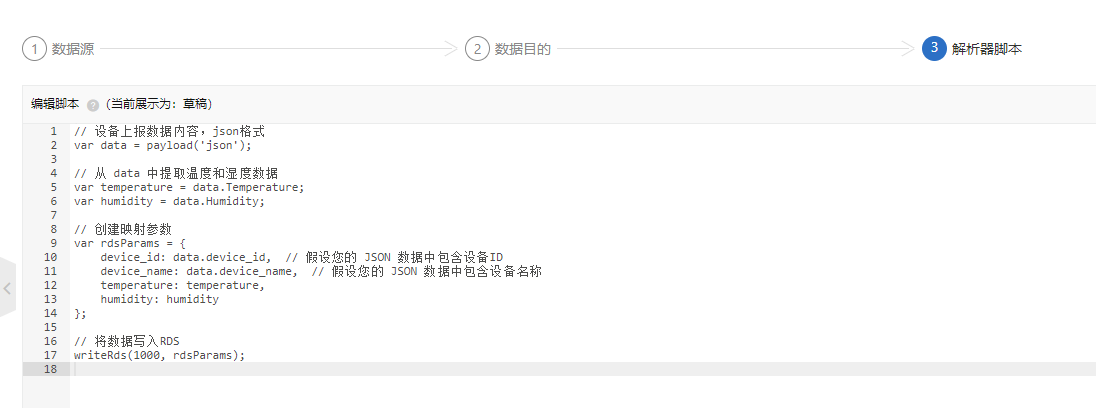 1 数据源 2 数据目的 3 解析器脚本
编辑脚本 ? (当前展示为: 草稿)
1 // 设备上报数据内容，json格式
2 var data = payload('json');
3
4 // 从 data 中提取温度和湿度数据
5 var temperature = data.Temperature;
6 var humidity = data.Humidity;
7
8 // 创建映射参数
9 var rdsParams = {
10     device_id: data.device_id,  // 假设您的 JSON 数据中包含设备ID
11     device_name: data.device_name,  // 假设您的 JSON 数据中包含设备名称
12     temperature: temperature,
13     humidity: humidity
14 };
15
16 // 将数据写入RDS
17 writeRds(1000, rdsParams);
18